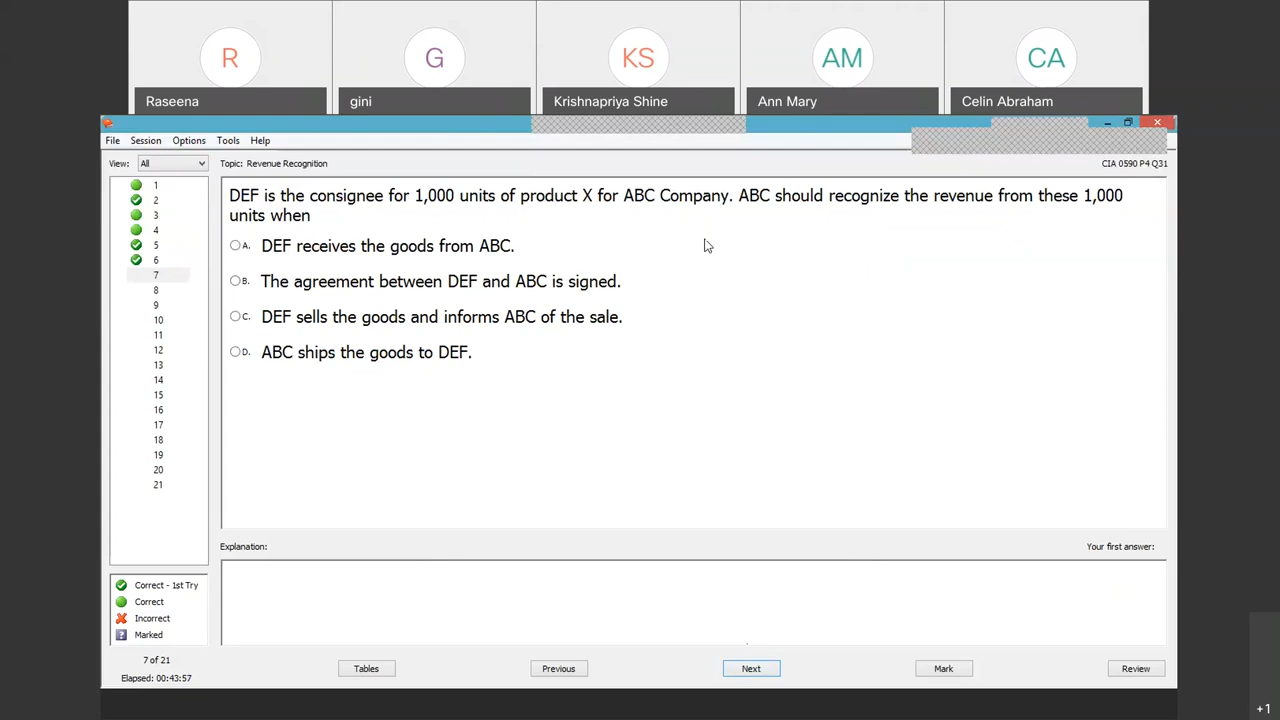 R
G
KS
AM
CA
Raseena
gini
Krishnapriya Shine
Ann Mary
Celin Abraham
File Session Options Tools Help
View: All
Topic: Revenue Recognition
CIA 0590 P4 Q31
1
2
3
4
5
6
7
8
9
10
11
12
13
14
15
16
17
18
19
20
21
DEF is the consignee for 1,000 units of product X for ABC Company. ABC should recognize the revenue from these 1,000
units when
A. DEF receives the goods from ABC.
B. The agreement between DEF and ABC is signed.
C. DEF sells the goods and informs ABC of the sale.
D. ABC ships the goods to DEF.
Explanation:
Your first answer:
Correct - 1st Try
Correct
Incorrect
? Marked
7 of 21
Elapsed: 00:43:57
Tables
Previous
Next
Mark
Review
+1